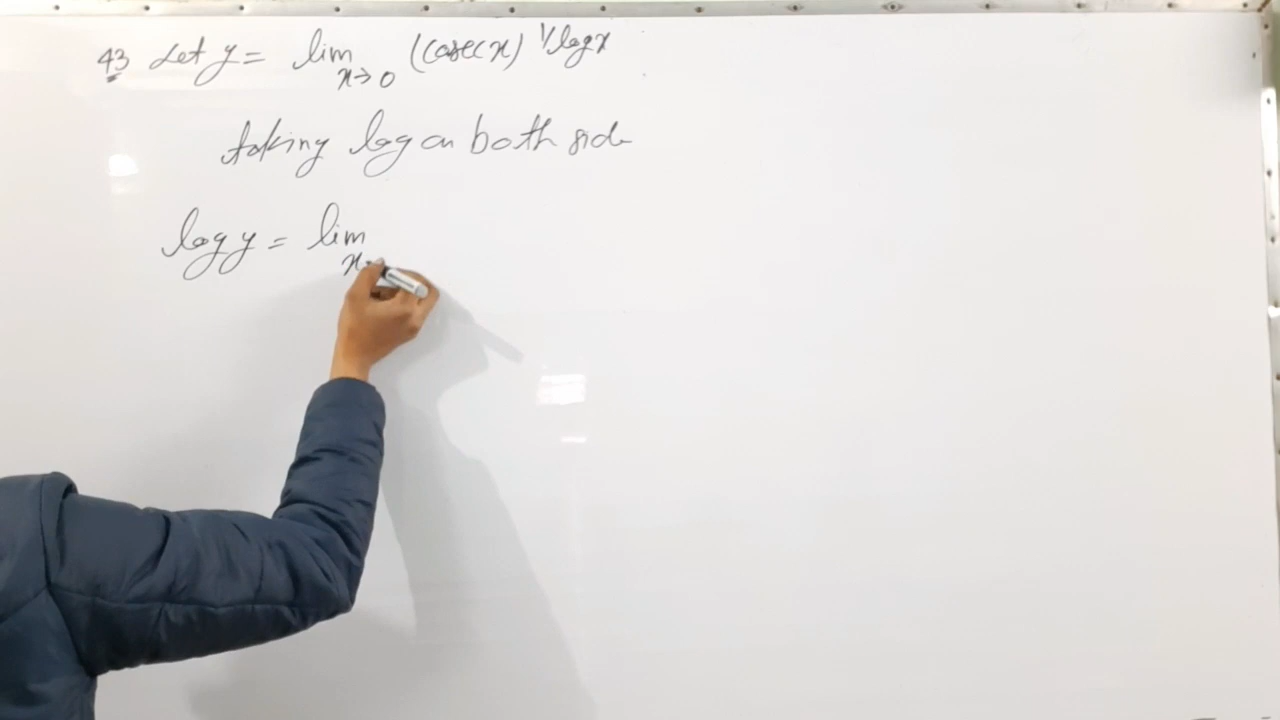 43 Let y = lim x→0 (cosec x) 1/log x
taking log on both side
log y = lim x→